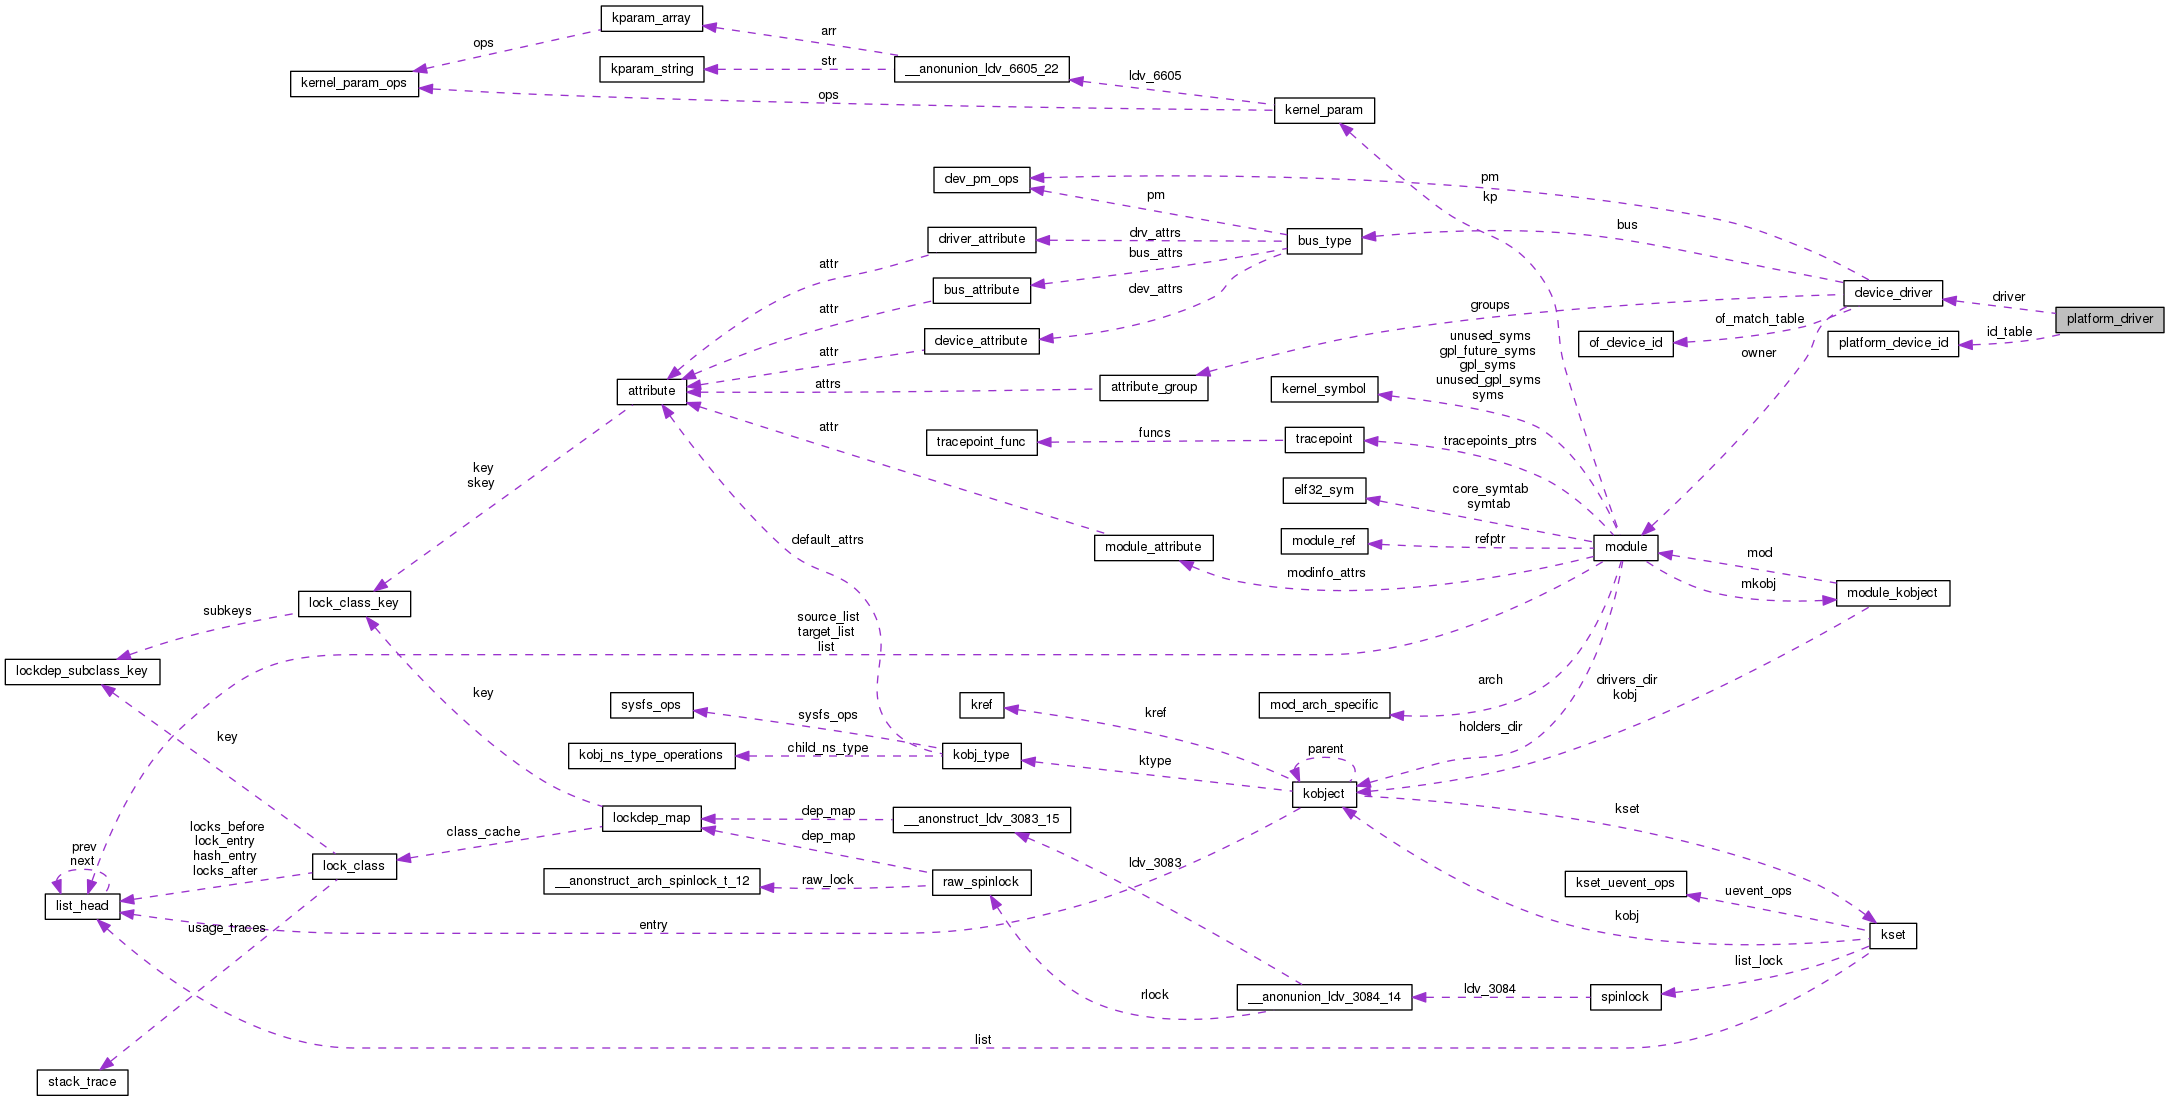 kparam_array
arr
ops
kparam_string
str
__anonunion_ldv_6605_22
ldv_6605
kernel_param_ops
ops
kernel_param
dev_pm_ops
pm
pm
kp
driver_attribute
drv_attrs
bus_type
bus
bus_attrs
attr
bus_attribute
dev_attrs
device_driver
driver
platform_driver
groups
attr
device_attribute
unused_syms
gpl_future_syms
gpl_syms
unused_gpl_syms
syms
of_match_table
of_device_id
id_table
platform_device_id
owner
attr
attribute
attrs
attribute_group
kernel_symbol
attr
tracepoint_func
funcs
tracepoint
tracepoints_ptrs
key
skey
elf32_sym
core_symtab
symtab
default_attrs
module_attribute
module_ref
refptr
module
mod
modinfo_attrs
mkobj
module_kobject
lock_class_key
subkeys
source_list
target_list
list
lockdep_subclass_key
key
sysfs_ops
sysfs_ops
kref
kref
mod_arch_specific
arch
drivers_dir
kobj
holders_dir
key
kobj_ns_type_operations
child_ns_type
kobj_type
ktype
parent
kobject
kset
lockdep_map
dep_map
__anonstruct_ldv_3083_15
class_cache
dep_map
locks_before
lock_entry
hash_entry
locks_after
prev
next
lock_class
ldv_3083
__anonstruct_arch_spinlock_t_12
raw_lock
raw_spinlock
kset_uevent_ops
uevent_ops
list_head
usage_traces
entry
kobj
kset
list_lock
rlock
__anonunion_ldv_3084_14
ldv_3084
spinlock
list
stack_trace